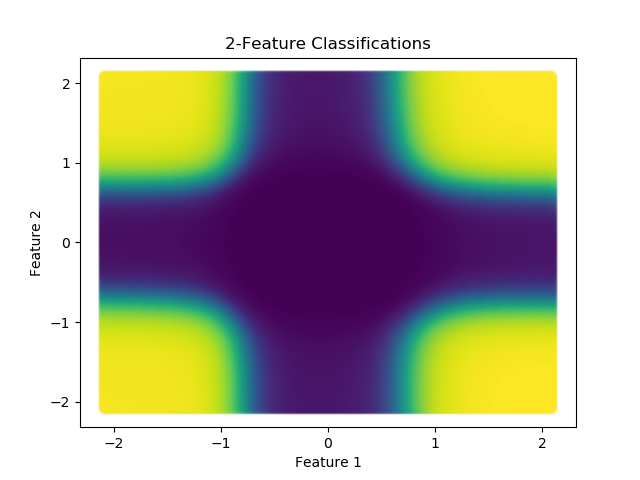 2-Feature Classifications
Feature 2
2
1
0
−1
−2
−2 −1 0 1 2
Feature 1